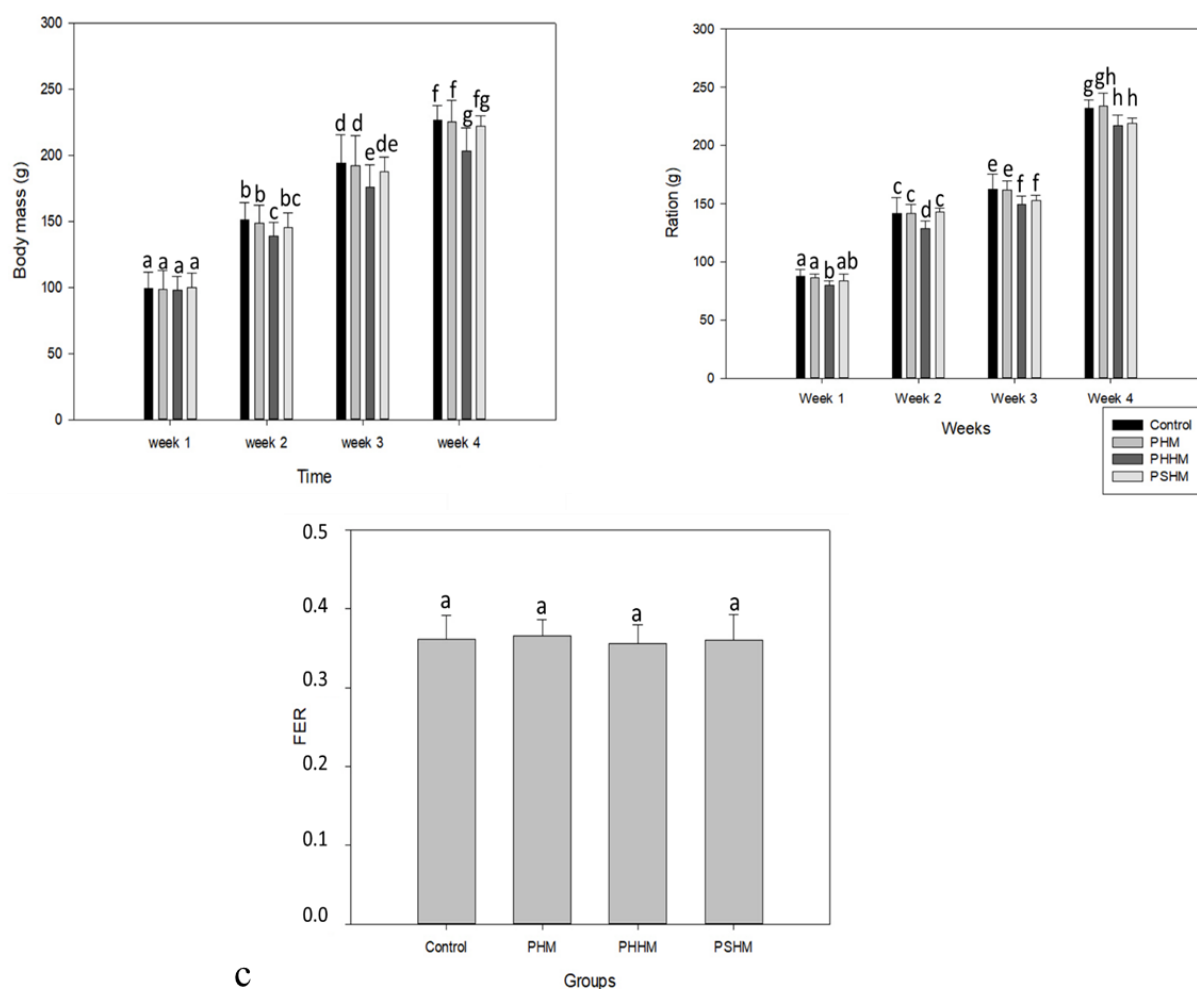 300
250
200
150
100
50
0
Body mass (g)
a a a a
b b c bc
d d e de
f f g fg
week 1 week 2 week 3 week 4
Time
300
250
200
150
100
50
0
Ration (g)
a a b ab
c c d c
e e f f
g gh h h
Week 1 Week 2 Week 3 Week 4
Weeks
Control
PHM
PHHM
PSHM
0.5
0.4
0.3
0.2
0.1
0.0
FER
a a a a
Control PHM PHHM PSHM
Groups
c